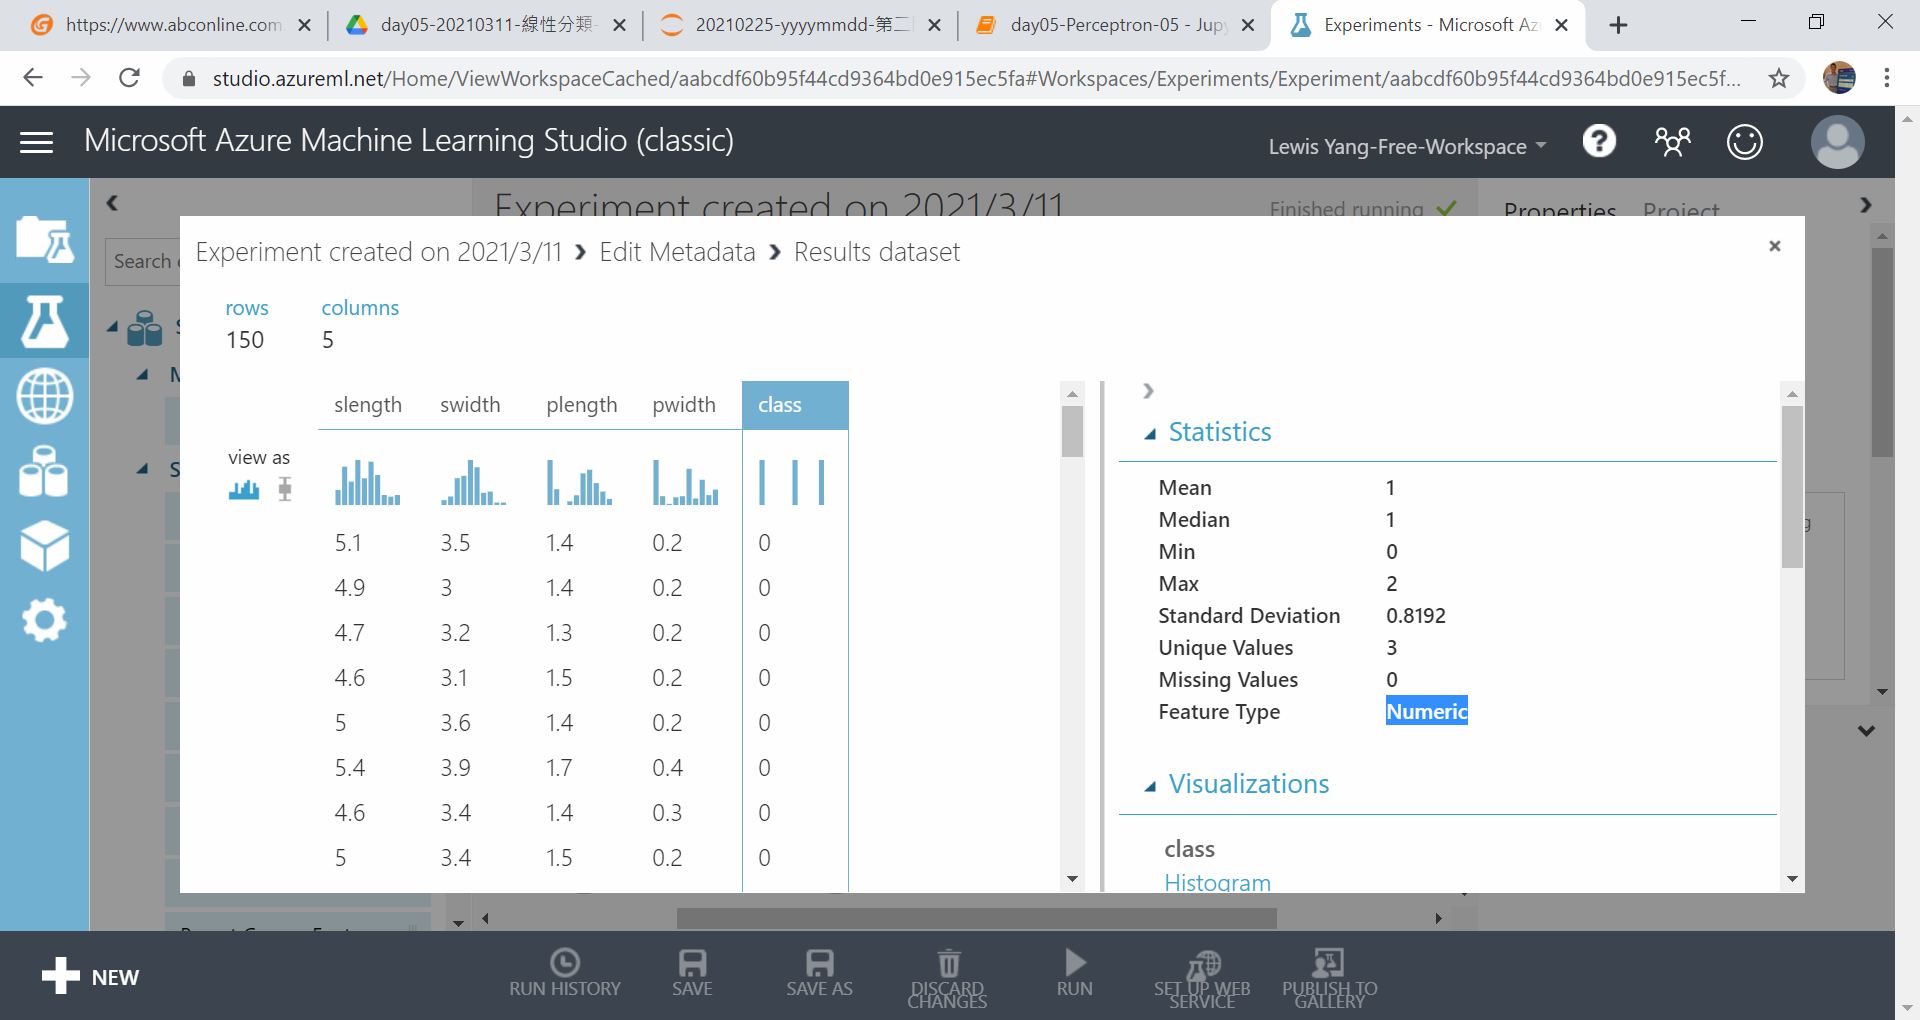 https://www.abconline.com
day05-20210311-線性分類-
20210225-yyyymmdd-第二
day05-Perceptron-05 - Jupy
Experiments - Microsoft Az
studio.azureml.net/Home/ViewWorkspaceCached/aabcdf60b95f44cd9364bd0e915ec5fa#Workspaces/Experiments/Experiment/aabcdf60b95f44cd9364bd0e915ec5f...
Microsoft Azure Machine Learning Studio (classic)
Lewis Yang-Free-Workspace
Experiment created on 2021/3/11
Finished running
Properties Project
Search
Experiment created on 2021/3/11 > Edit Metadata > Results dataset
rows columns
150 5
slength swidth plength pwidth class
view as
5.1 3.5 1.4 0.2 0
4.9 3 1.4 0.2 0
4.7 3.2 1.3 0.2 0
4.6 3.1 1.5 0.2 0
5 3.6 1.4 0.2 0
5.4 3.9 1.7 0.4 0
4.6 3.4 1.4 0.3 0
5 3.4 1.5 0.2 0
Statistics
Mean 1
Median 1
Min 0
Max 2
Standard Deviation 0.8192
Unique Values 3
Missing Values 0
Feature Type Numeric
Visualizations
class
Histogram
NEW
RUN HISTORY
SAVE
SAVE AS
DISCARD CHANGES
RUN
SET UP WEB SERVICE
PUBLISH TO GALLERY